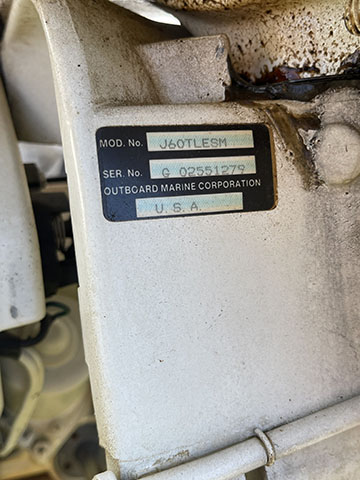 MOD. No. J60TLESM
SER. No. G 02551279
OUTBOARD MARINE CORPORATION
U. S. A.